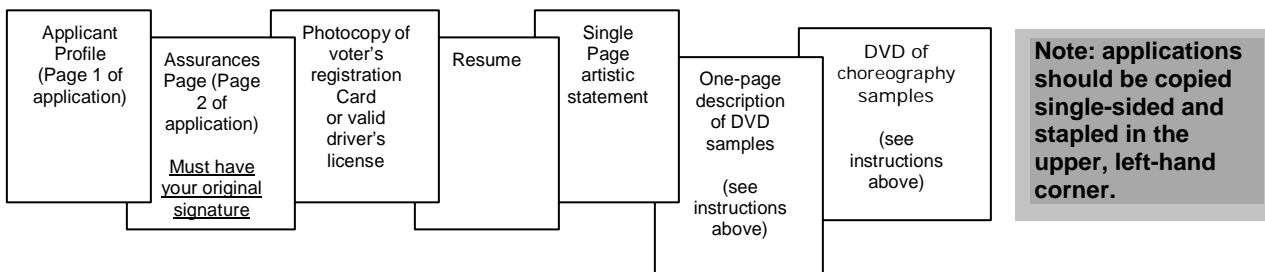 Applicant
Profile
(Page 1 of
application)
Assurances
Page (Page
2 of
application)
Must have
your original
signature
Photocopy of
voter's
registration
Card
or valid
driver's
license
Resume
Single
Page
artistic
statement
One-page
description
of DVD
samples
(see
instructions
above)
DVD of
choreography
samples
(see
instructions
above)
Note: applications
should be copied
single-sided and
stapled in the
upper, left-hand
corner.